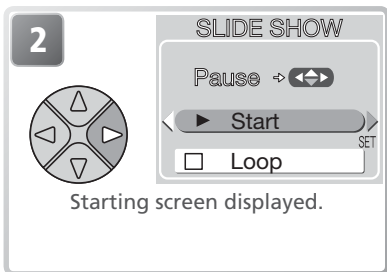 2
SLIDE SHOW
Pause
Start
SET
Loop
Starting screen displayed.